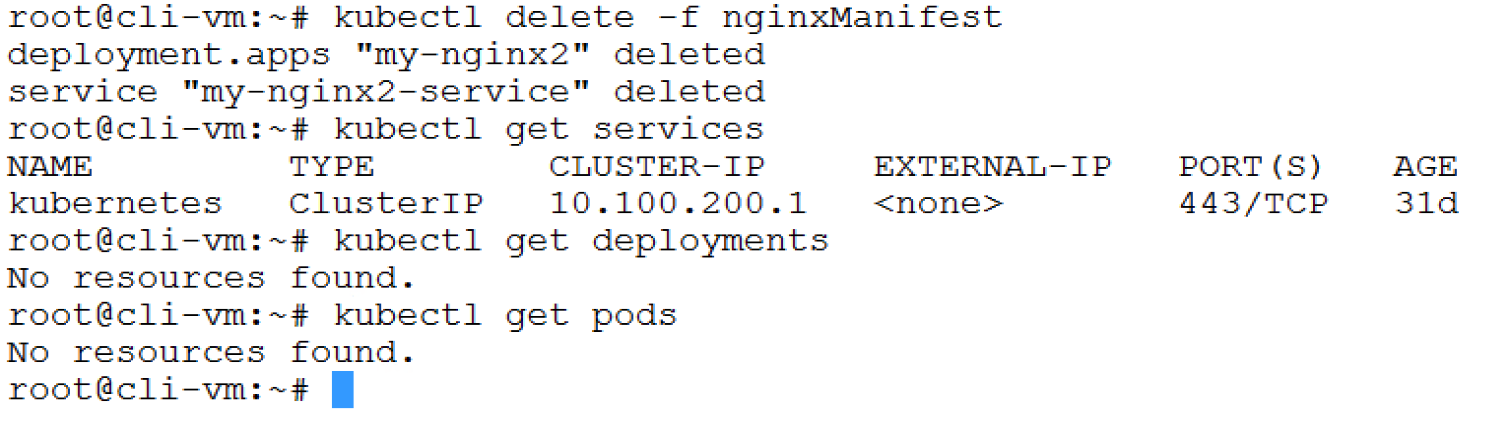 root@cli-vm:~# kubectl delete -f nginxManifest
deployment.apps "my-nginx2" deleted
service "my-nginx2-service" deleted
root@cli-vm:~# kubectl get services
NAME         TYPE        CLUSTER-IP     EXTERNAL-IP   PORT(S)   AGE
kubernetes   ClusterIP   10.100.200.1   <none>        443/TCP   31d
root@cli-vm:~# kubectl get deployments
No resources found.
root@cli-vm:~# kubectl get pods
No resources found.
root@cli-vm:~#